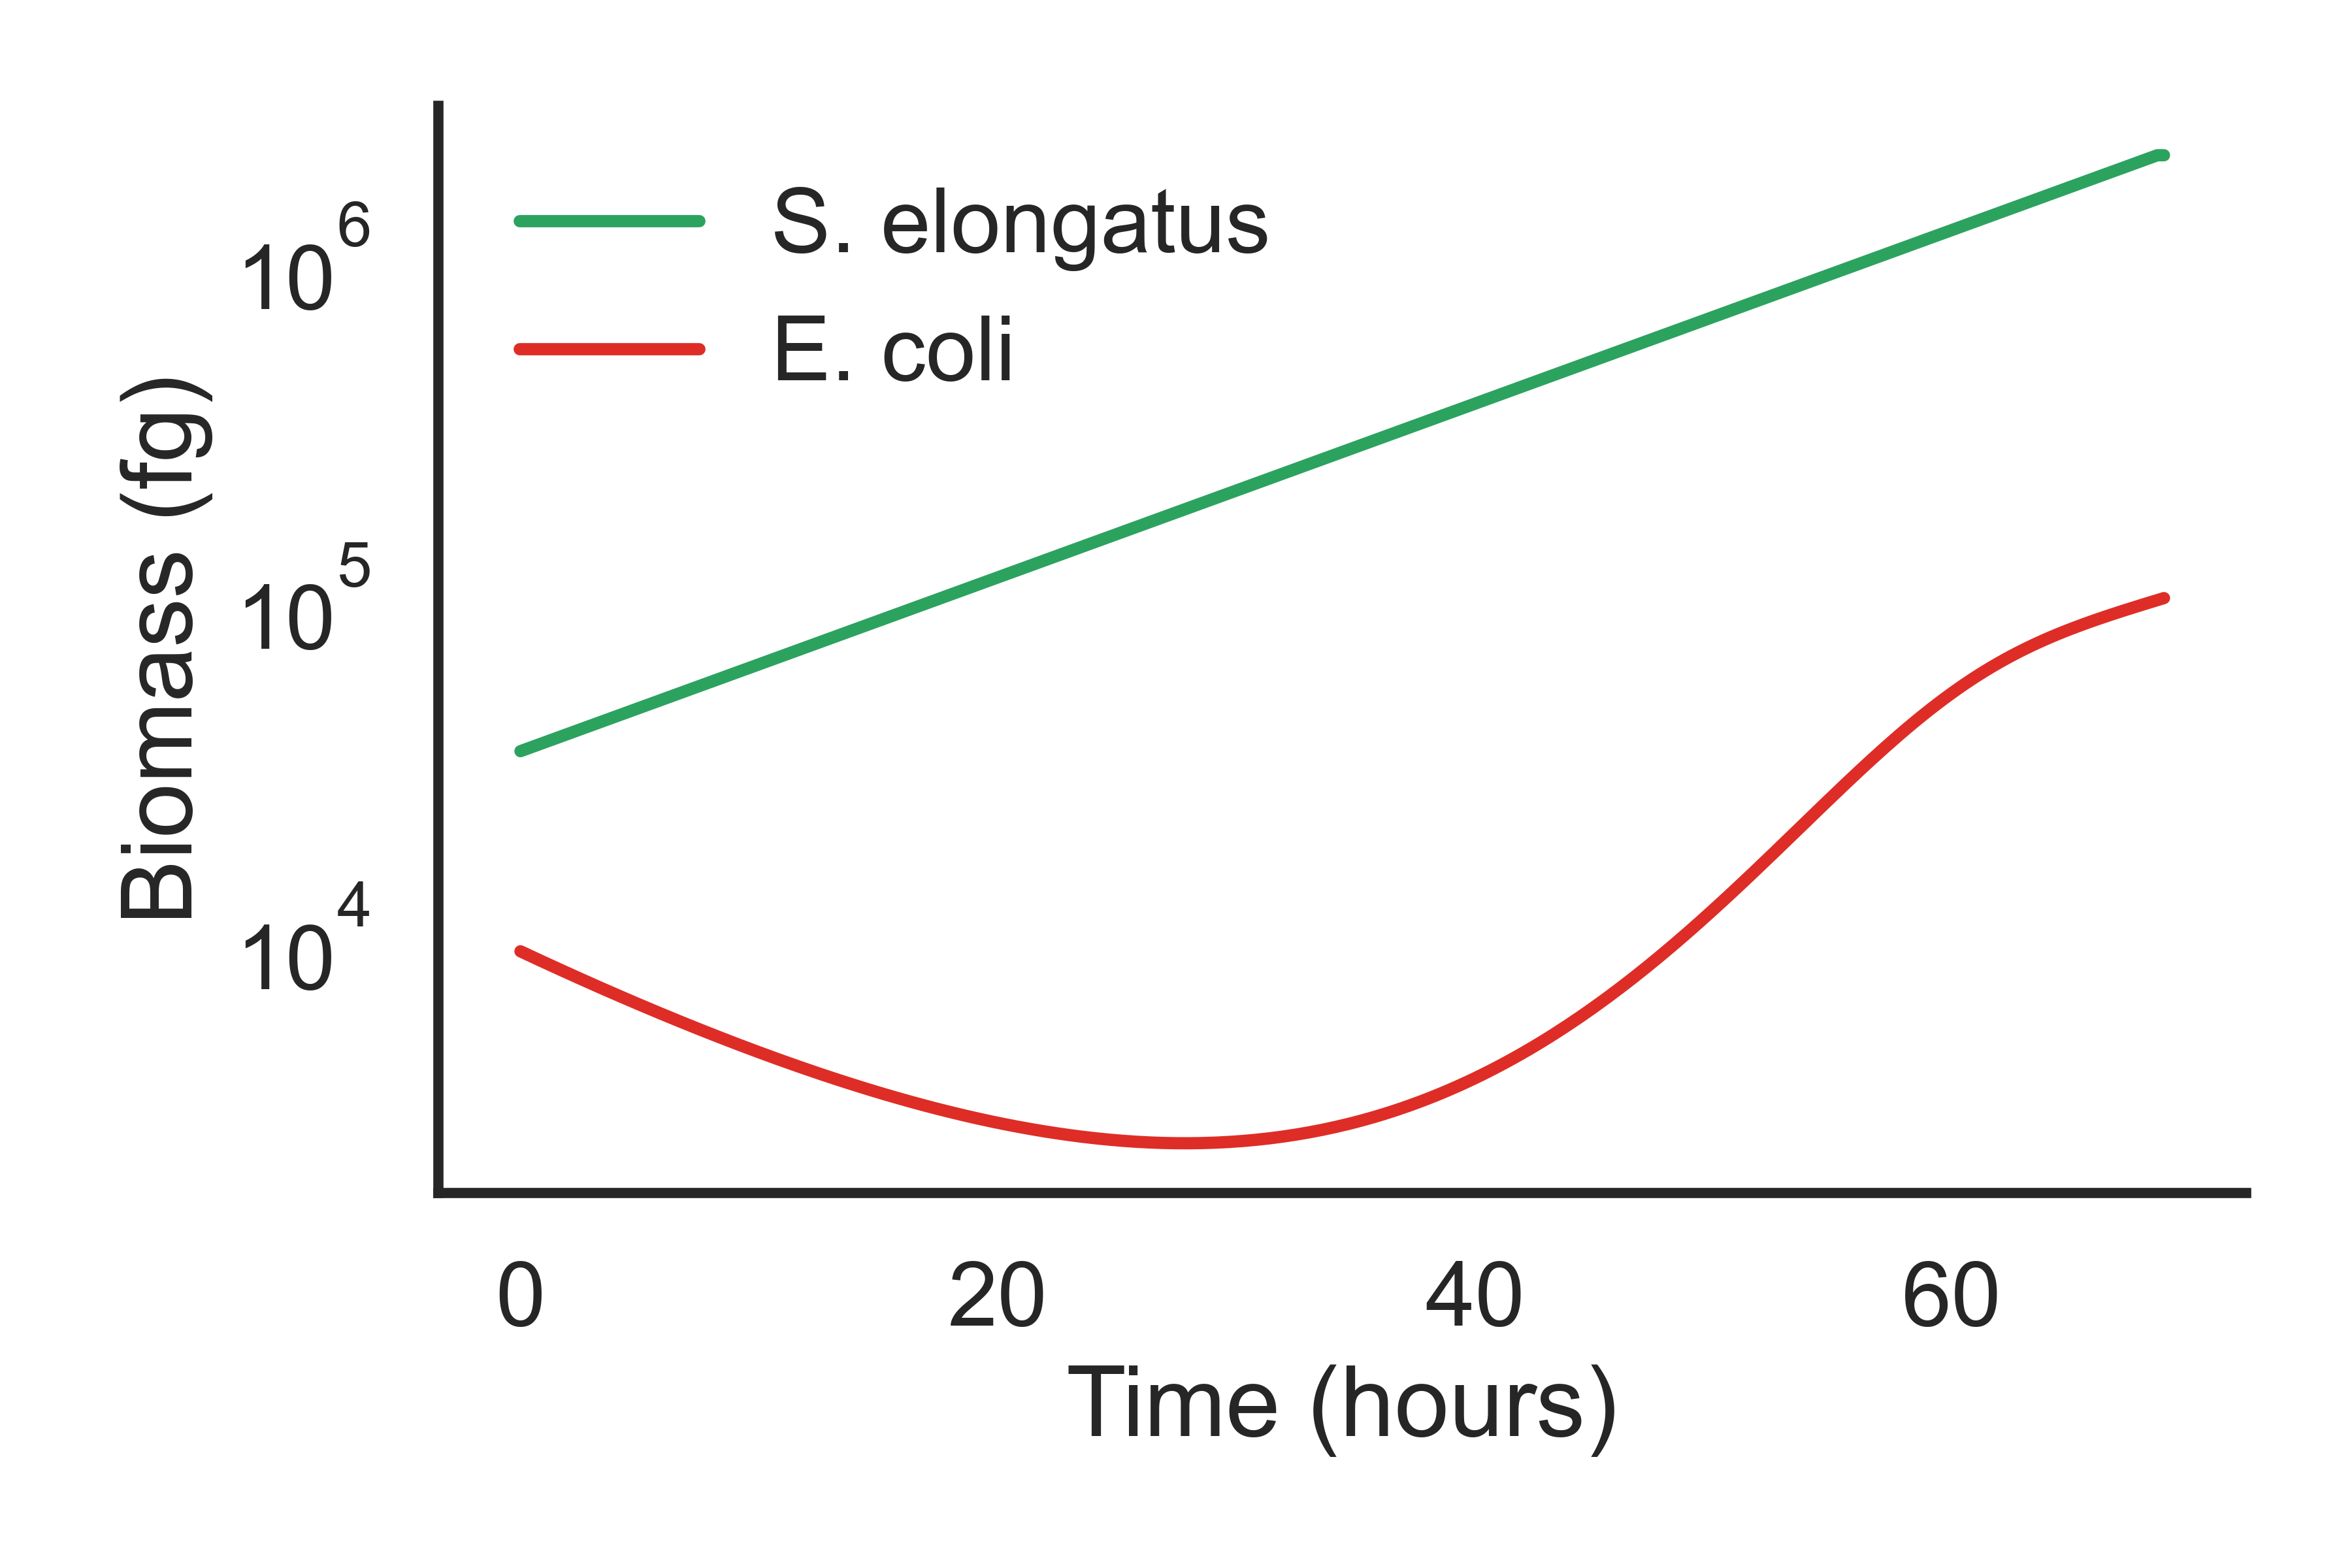 S. elongatus
E. coli
10^6
10^5
10^4
Biomass (fg)
0 20 40 60
Time (hours)